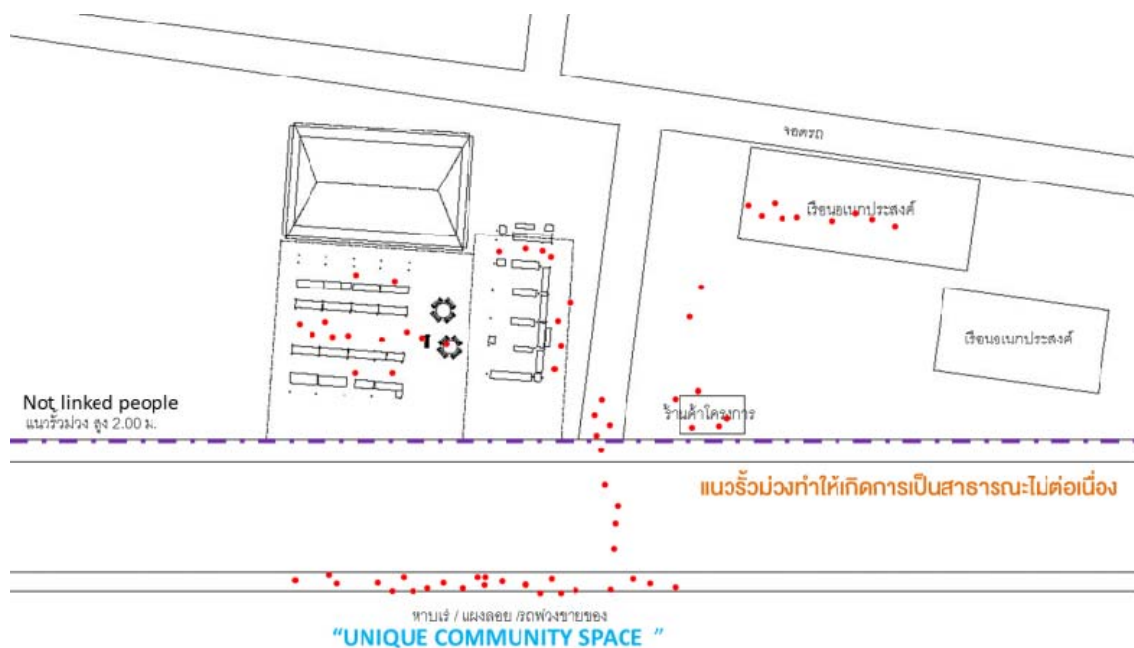 จอดรถ
เรือนอเนกประสงค์
เรือนอเนกประสงค์
ร้านค้าโครงการ
Not linked people
แนวรั้วม่วง สูง 2.00 ม.
แนวรั้วม่วงทำให้เกิดการเป็นสาธารณะไม่ต่อเนื่อง
หาบเร่ / แผงลอย /รถพ่วงขายของ
"UNIQUE COMMUNITY SPACE "